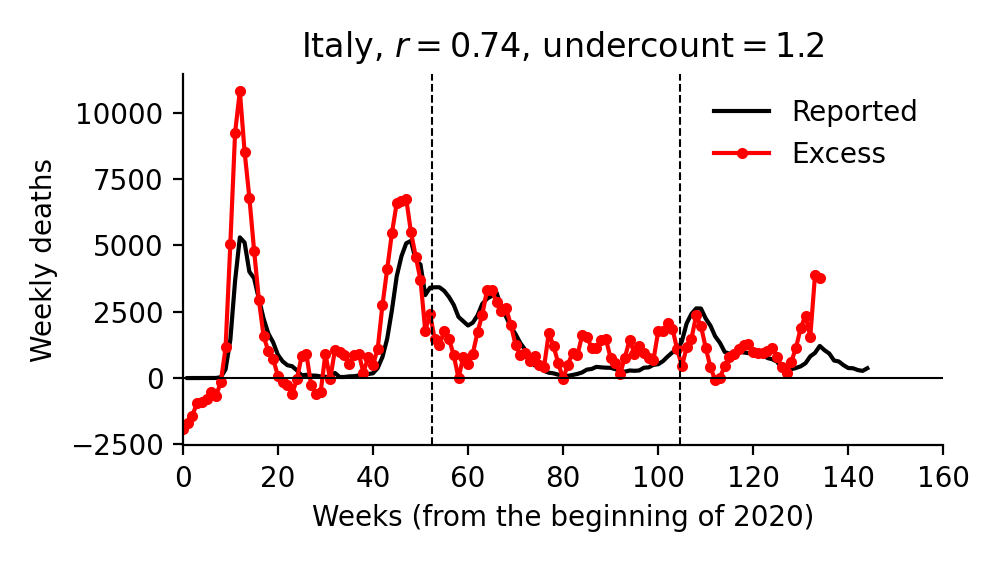 Italy, r = 0.74, undercount = 1.2
Weekly deaths
10000
7500
5000
2500
0
−2500
Reported
Excess
0 20 40 60 80 100 120 140 160
Weeks (from the beginning of 2020)